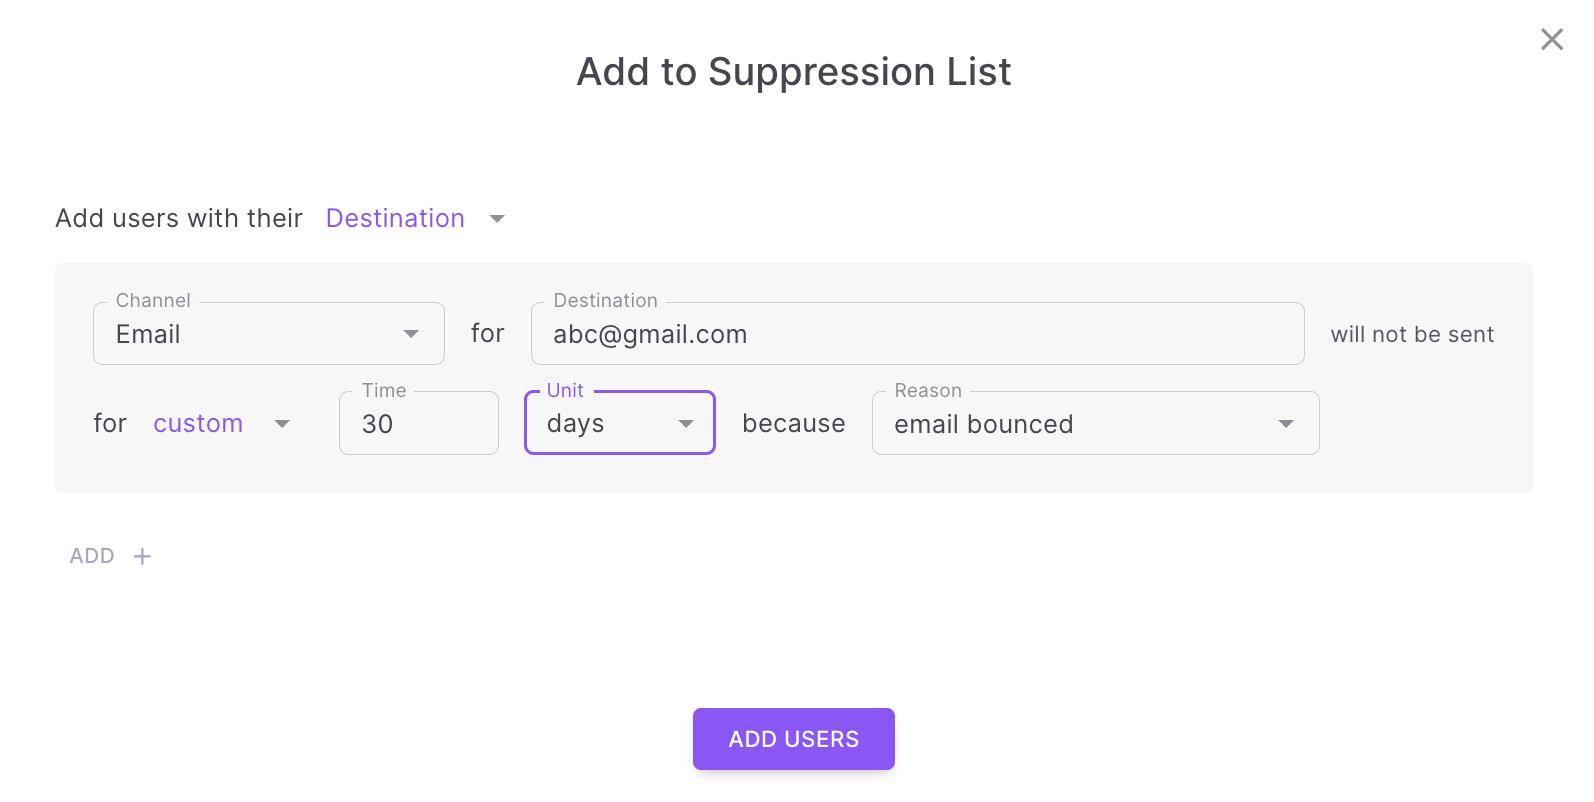 Add to Suppression List
Add users with their Destination
Channel
Email
for
Destination
abc@gmail.com
will not be sent
for custom
Time
30
Unit
days
because
Reason
email bounced
ADD +
ADD USERS